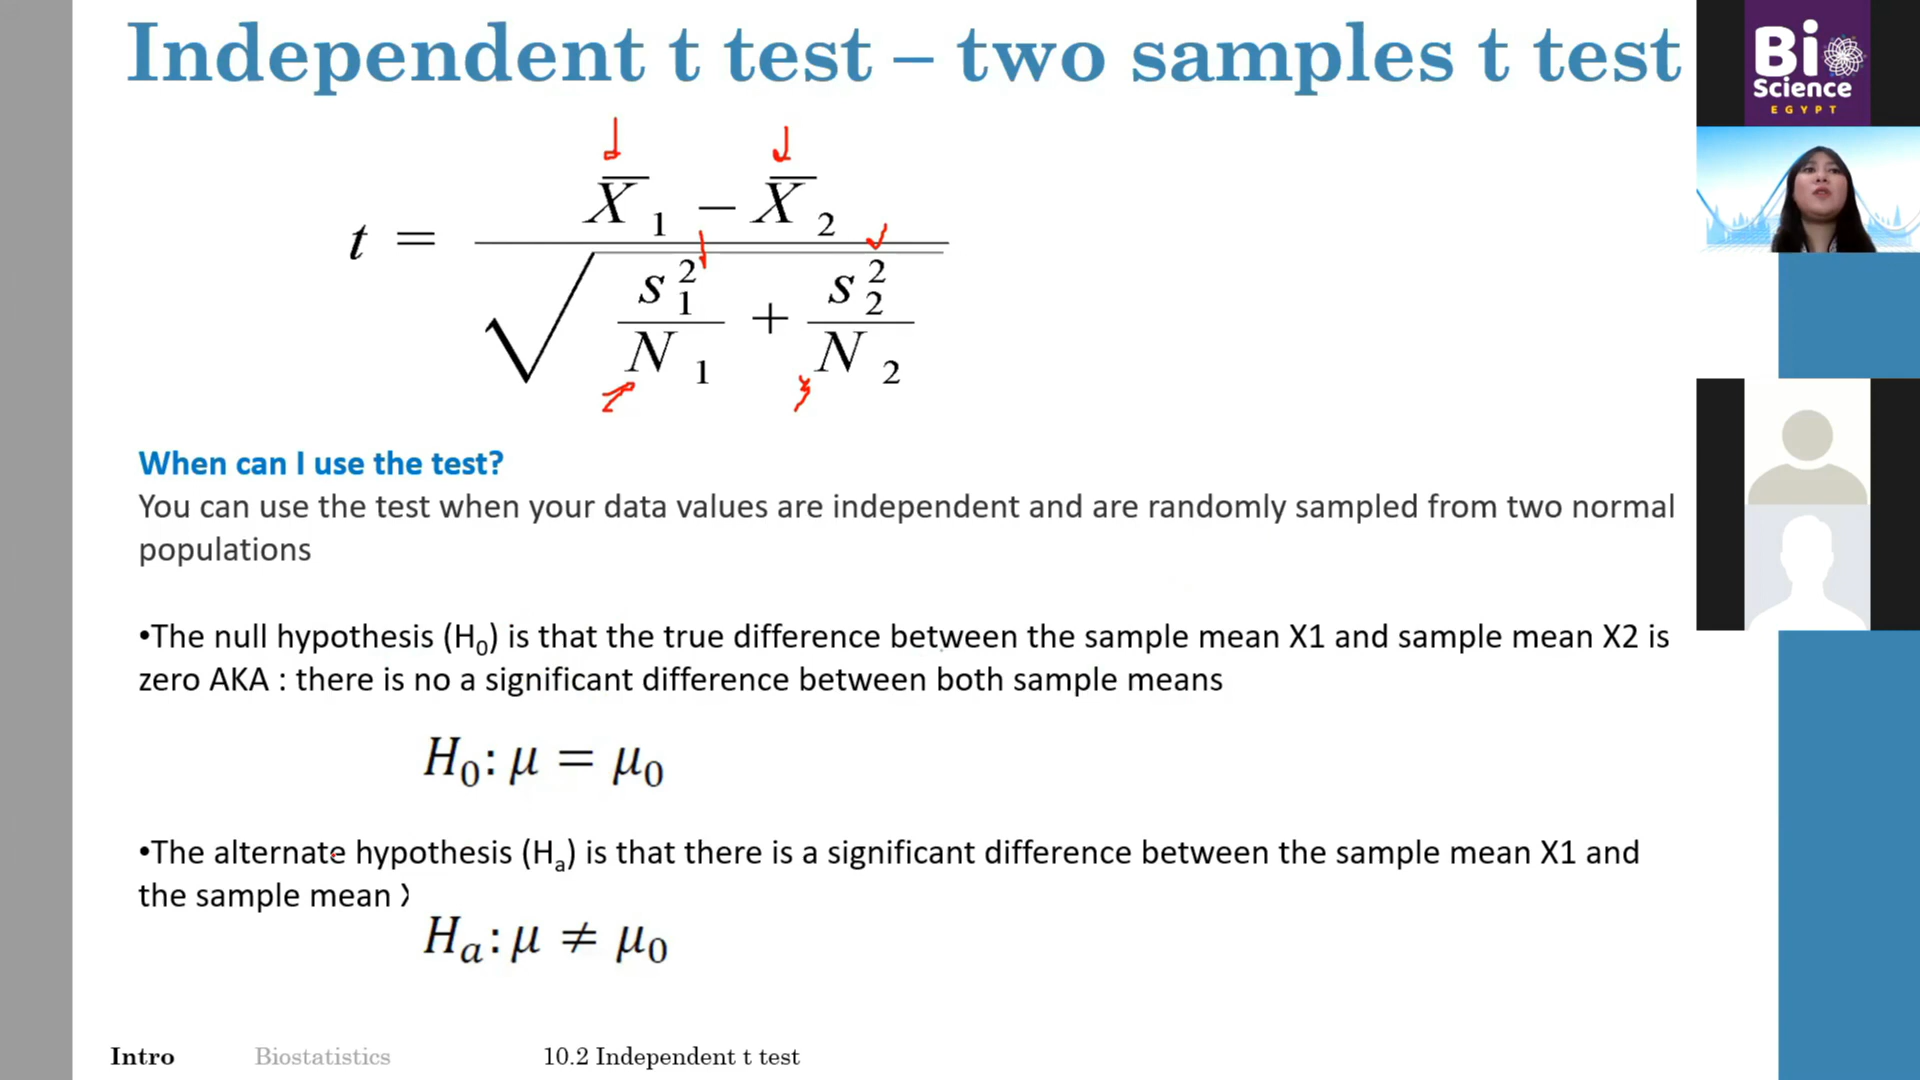 Independent t test – two samples t test
Bi
Science
EGYPT
t = (X̄₁ − X̄₂) / √(s₁²/N₁ + s₂²/N₂)
When can I use the test?
You can use the test when your data values are independent and are randomly sampled from two normal
populations
•The null hypothesis (H₀) is that the true difference between the sample mean X1 and sample mean X2 is
zero AKA : there is no a significant difference between both sample means
H₀: μ = μ₀
•The alternate hypothesis (Hₐ) is that there is a significant difference between the sample mean X1 and
the sample mean
Hₐ: μ ≠ μ₀
Intro Biostatistics 10.2 Independent t test